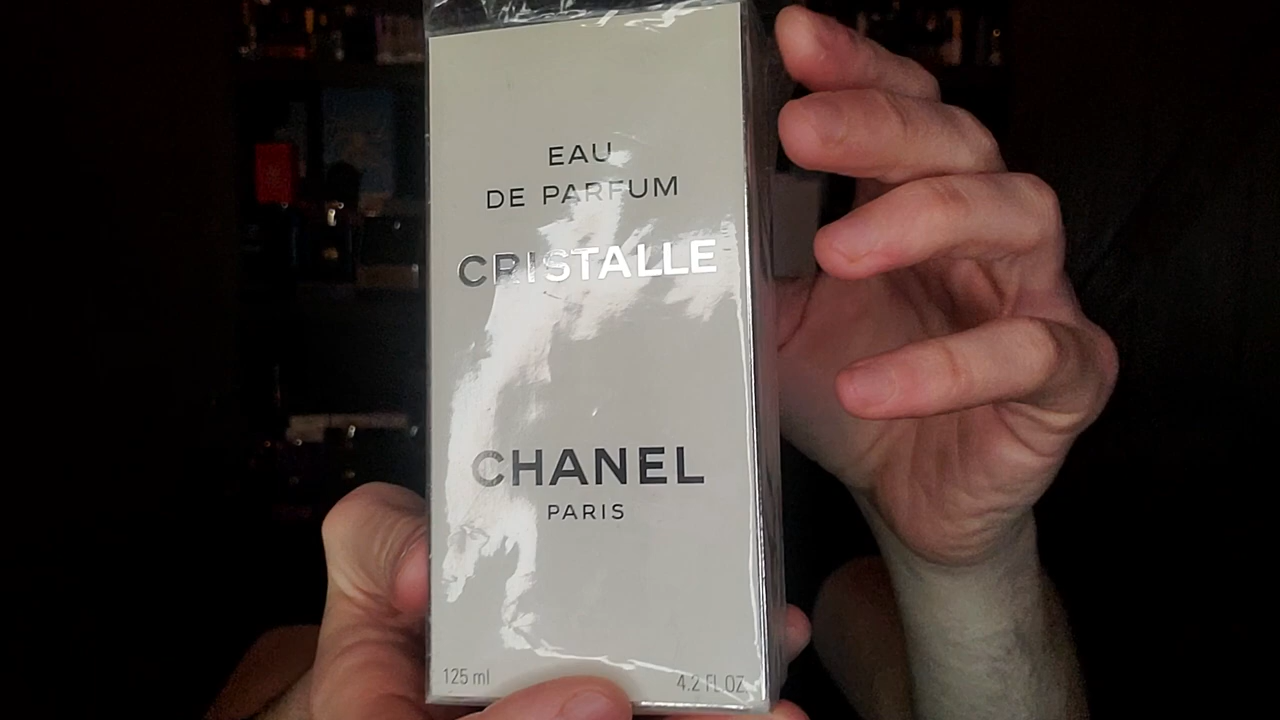 EAU
DE PARFUM
CRISTALLE
CHANEL
PARIS
125 ml
4.2 FL OZ